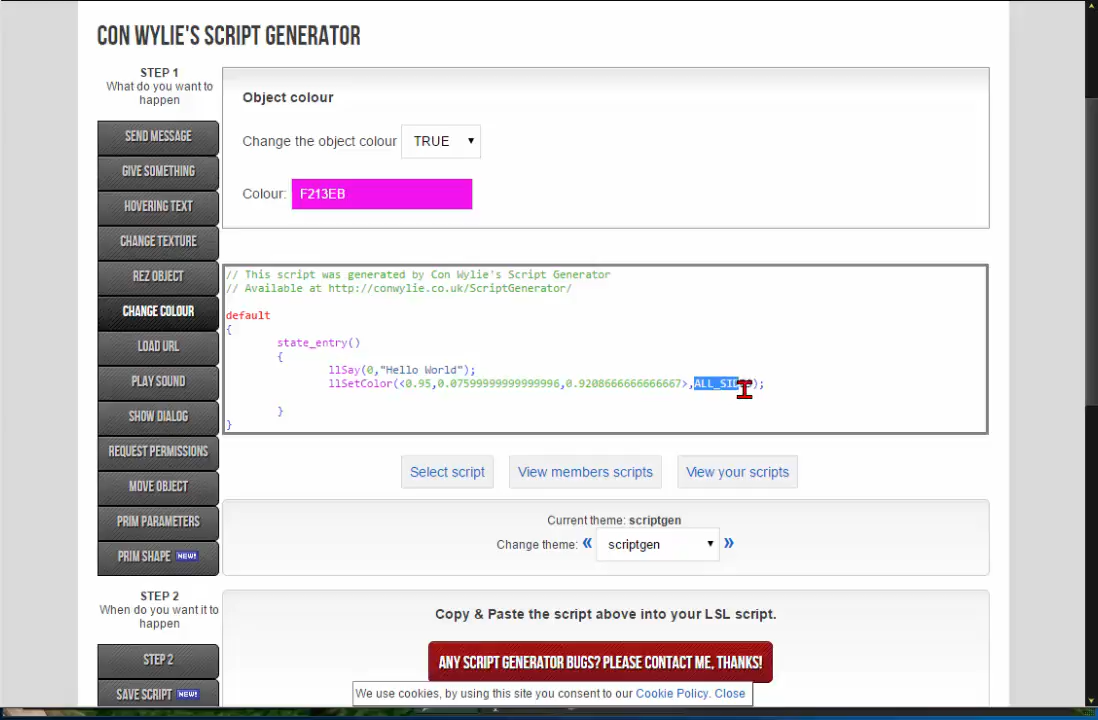 CON WYLIE'S SCRIPT GENERATOR
STEP 1
What do you want to
happen
SEND MESSAGE
GIVE SOMETHING
HOVERING TEXT
CHANGE TEXTURE
REZ OBJECT
CHANGE COLOUR
LOAD URL
PLAY SOUND
SHOW DIALOG
REQUEST PERMISSIONS
MOVE OBJECT
PRIM PARAMETERS
PRIM SHAPE NEW!
STEP 2
When do you want it to
happen
STEP 2
SAVE SCRIPT NEW!
Object colour
Change the object colour TRUE
Colour: F213EB
// This script was generated by Con Wylie's Script Generator
// Available at http://conwylie.co.uk/ScriptGenerator/
default
{
state_entry()
{
llSay(0,"Hello World");
llSetColor(<0.95,0.07599999999999996,0.9208666666666667>,ALL_SIDES);
}
}
Select script View members scripts View your scripts
Current theme: scriptgen
Change theme: « scriptgen »
Copy & Paste the script above into your LSL script.
ANY SCRIPT GENERATOR BUGS? PLEASE CONTACT ME, THANKS!
We use cookies, by using this site you consent to our Cookie Policy. Close